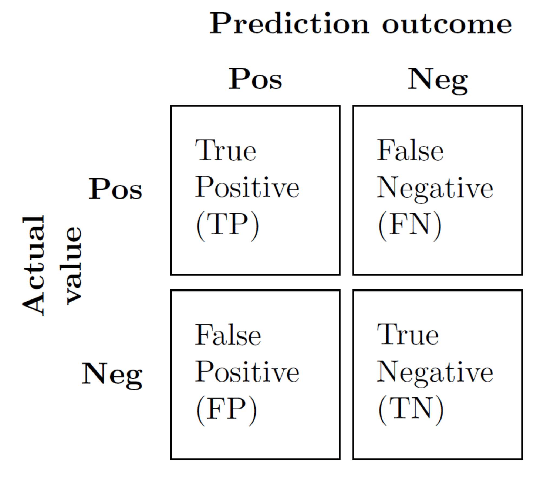 Prediction outcome
Pos Neg
Actual
value
Pos
True
Positive
(TP)
False
Negative
(FN)
Neg
False
Positive
(FP)
True
Negative
(TN)